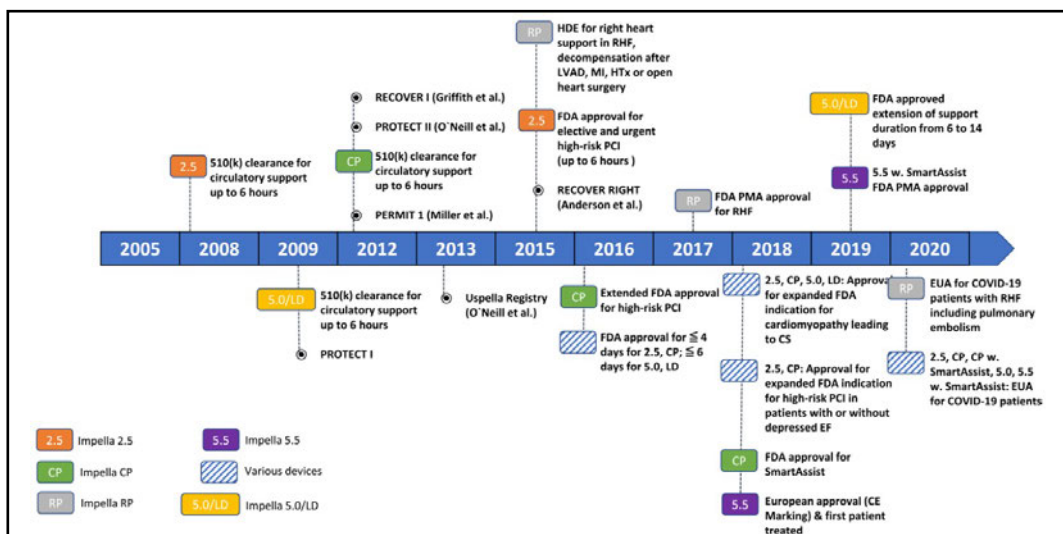 RP
HDE for right heart
support in RHF,
decompensation after
LVAD, MI, HTx or open
heart surgery
RECOVER I (Griffith et al.)
PROTECT II (O`Neill et al.)
CP
510(k) clearance for
circulatory support
up to 6 hours
PERMIT 1 (Miller et al.)
2.5
510(k) clearance for
circulatory support
up to 6 hours
2.5
FDA approval for
elective and urgent
high-risk PCI
(up to 6 hours )
RECOVER RIGHT
(Anderson et al.)
RP
FDA PMA approval
for RHF
5.0/LD
FDA approved
extension of support
duration from 6 to 14
days
5.5
5.5 w. SmartAssist
FDA PMA approval
2005 2008 2009 2012 2013 2015 2016 2017 2018 2019 2020
5.0/LD
510(k) clearance for
circulatory support
up to 6 hours
PROTECT I
Uspella Registry
(O`Neill et al.)
CP
Extended FDA approval
for high-risk PCI
FDA approval for ≦ 4
days for 2.5, CP; ≦ 6
days for 5.0, LD
2.5, CP, 5.0, LD: Approval
for expanded FDA
indication for
cardiomyopathy leading
to CS
2.5, CP: Approval for
expanded FDA indication
for high-risk PCI in
patients with or without
depressed EF
CP
FDA approval for
SmartAssist
5.5
European approval (CE
Marking) & first patient
treated
RP
EUA for COVID-19
patients with RHF
including pulmonary
embolism
2.5, CP, CP w.
SmartAssist, 5.0, 5.5
w. SmartAssist: EUA
for COVID-19 patients
2.5 Impella 2.5
CP Impella CP
RP Impella RP
5.5 Impella 5.5
Various devices
5.0/LD Impella 5.0/LD